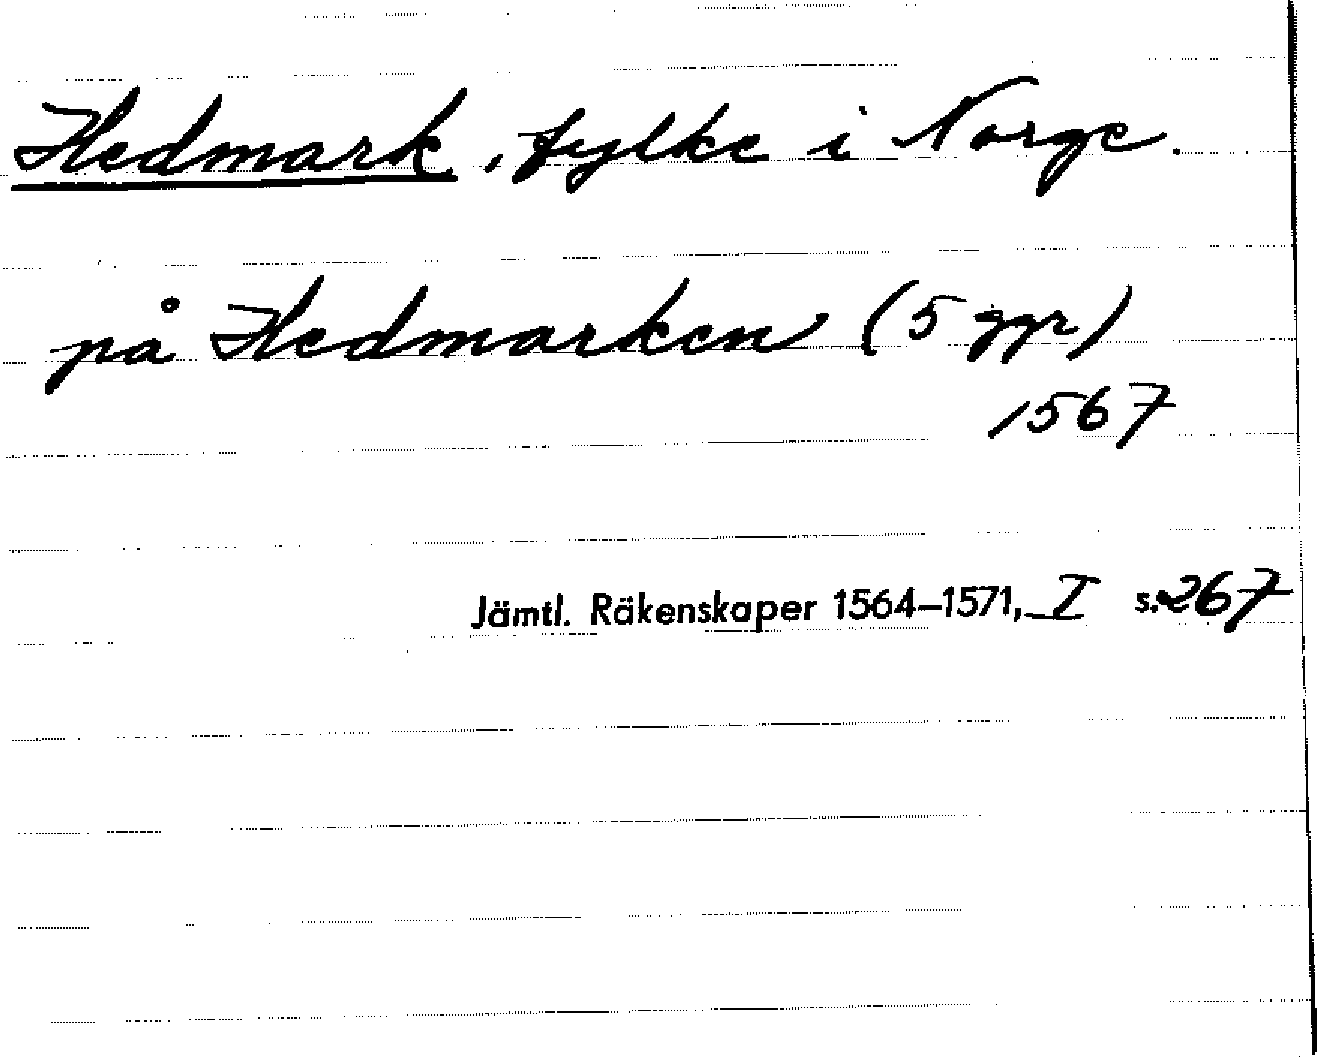 Hedmark, fylke i Norge.
på Hedmarken (5 ggr)
1567
Jämtl. Räkenskaper 1564–1571, I s. 267